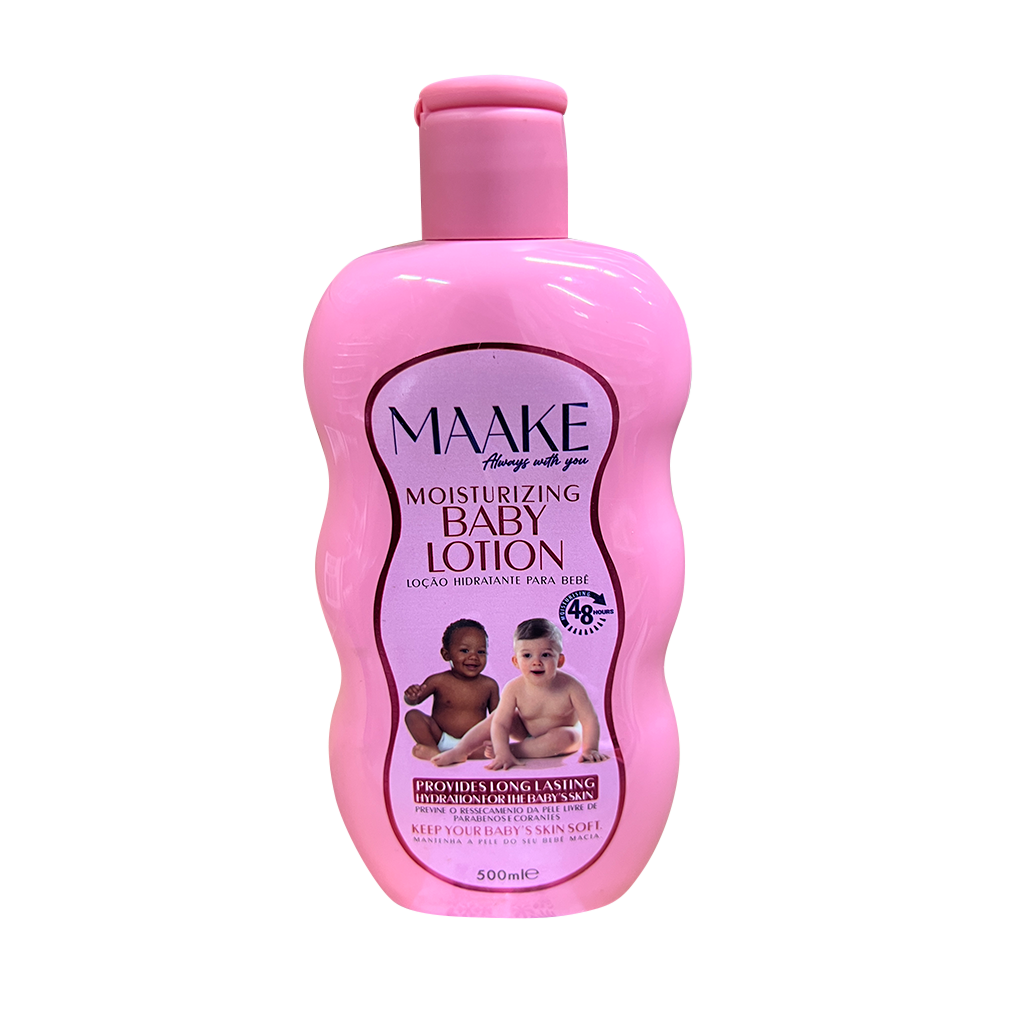 MAAKE
Always with you
MOISTURIZING
BABY
LOTION
LOÇÃO HIDRATANTE PARA BEBÊ
MOISTURISING
48 HOURS
PROVIDES LONG LASTING
HYDRATION FOR THE BABY'S SKIN
PREVINE O RESSECAMENTO DA PELE LIVRE DE
PARABENOS E CORANTES
KEEP YOUR BABY'S SKIN SOFT.
MANTENHA A PELE DO SEU BEBÊ MACIA
500ml℮